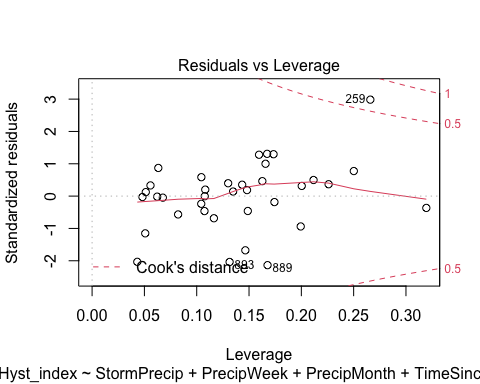 Residuals vs Leverage
Standardized residuals
3
2
1
0
-1
-2
259
893
889
1
0.5
0.5
Cook's distance
0.00 0.05 0.10 0.15 0.20 0.25 0.30
Leverage
Hyst_index ~ StormPrecip + PrecipWeek + PrecipMonth + TimeSinc